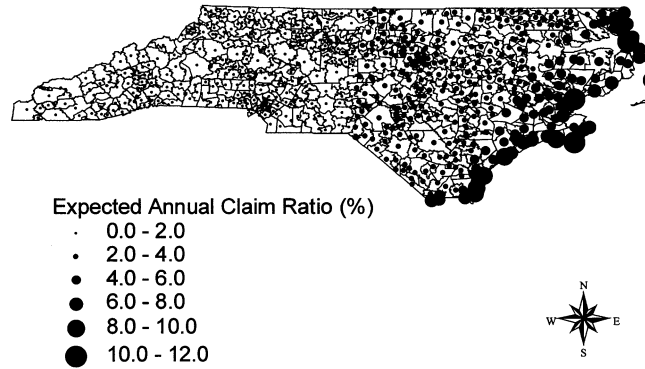 Expected Annual Claim Ratio (%)
0.0 - 2.0
2.0 - 4.0
4.0 - 6.0
6.0 - 8.0
8.0 - 10.0
10.0 - 12.0
N
W E
S